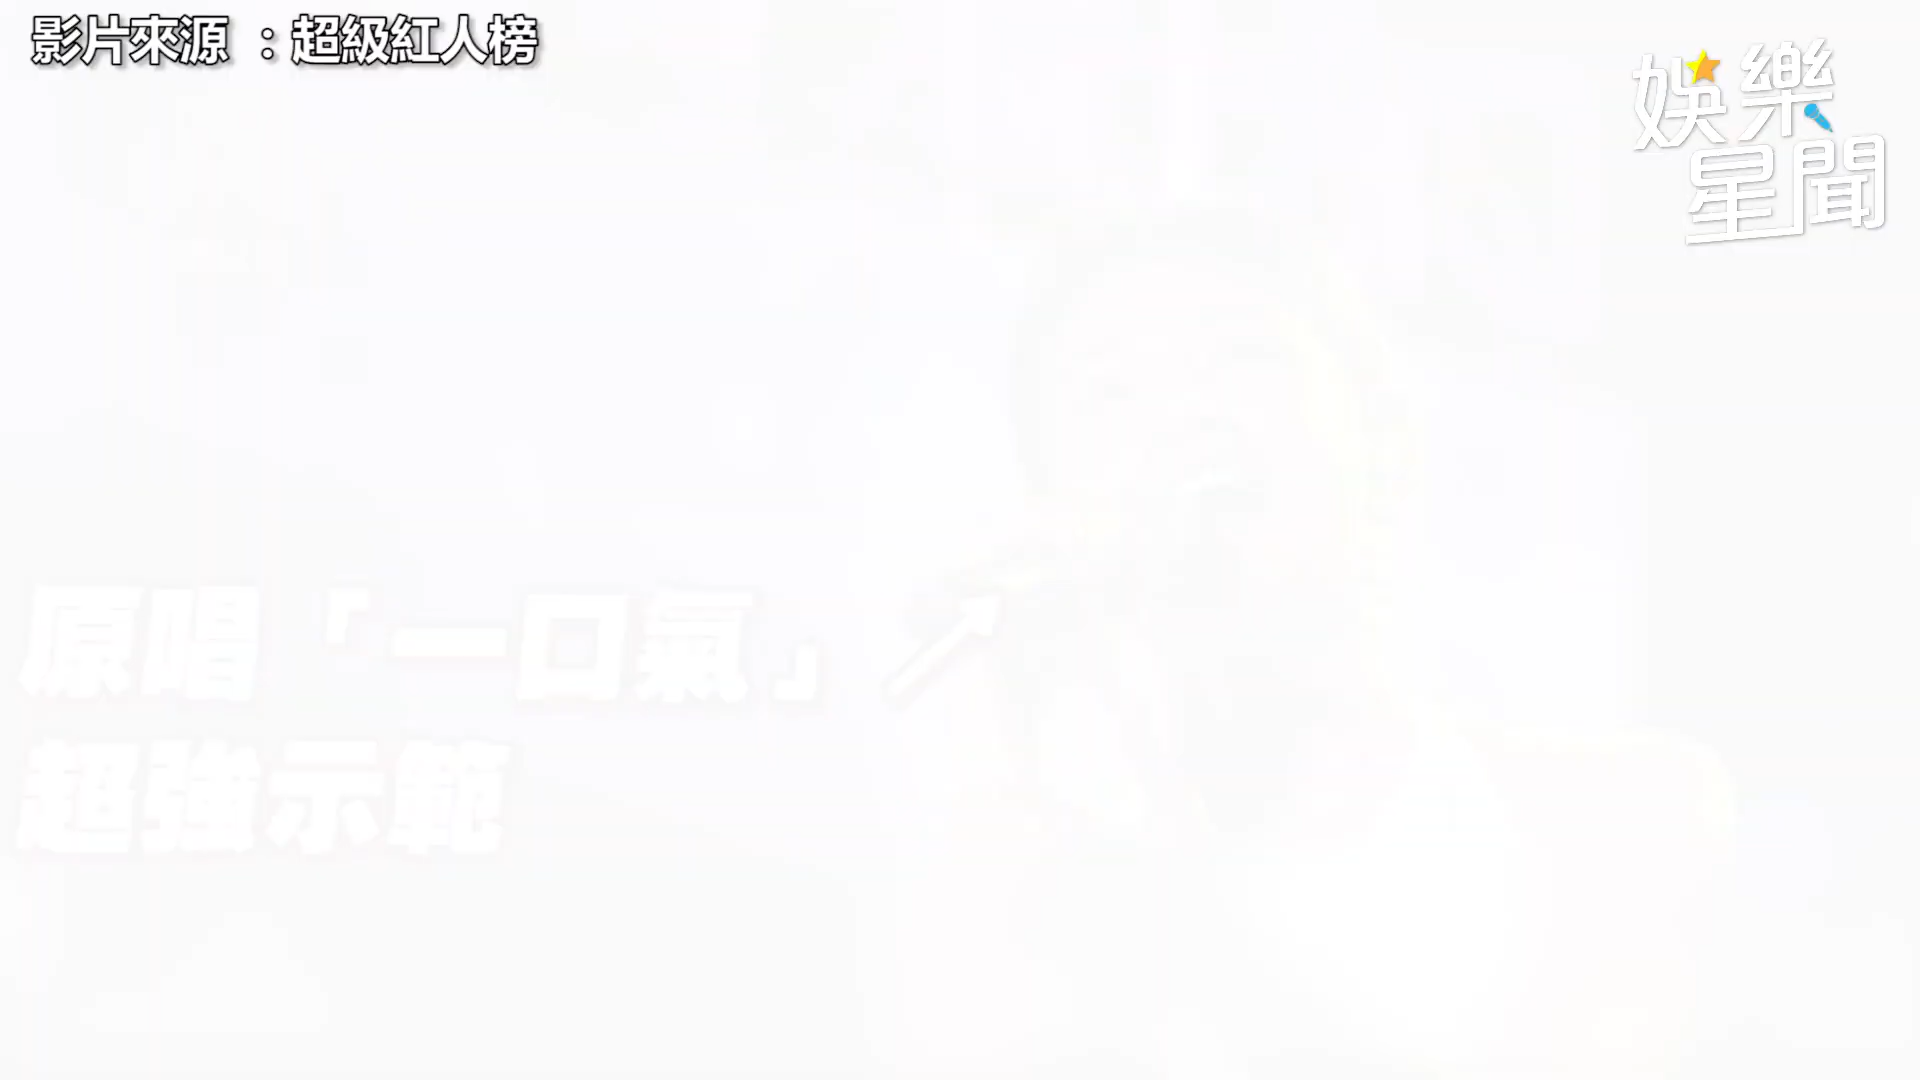 影片來源 ：超級紅人榜
娛樂
星聞
原唱「一口氣」↗
超強示範